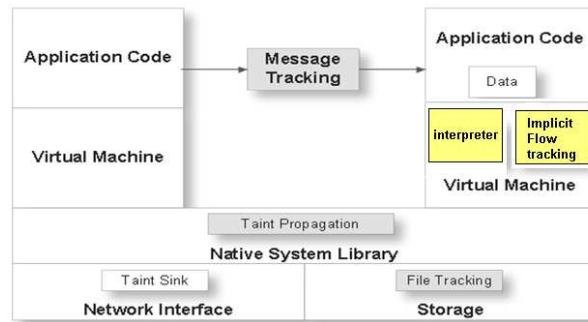 Application Code
Message
Tracking
Application Code
Data
Virtual Machine
interpreter
Implicit
Flow
tracking
Virtual Machine
Taint Propagation
Native System Library
Taint Sink
File Tracking
Network Interface
Storage